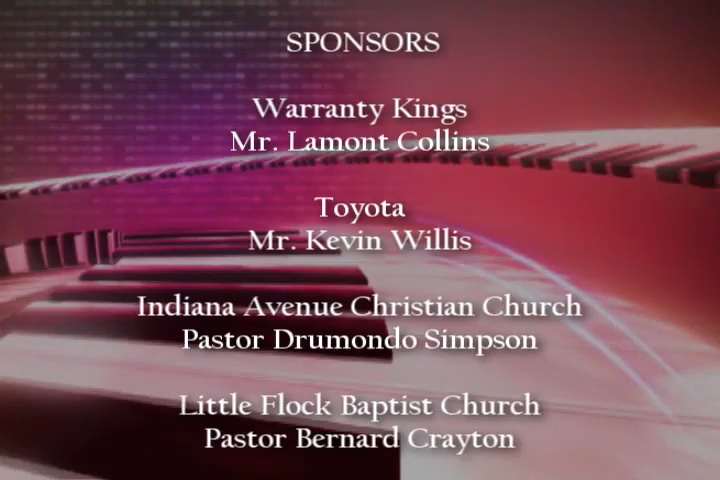 SPONSORS
Warranty Kings
Mr. Lamont Collins
Toyota
Mr. Kevin Willis
Indiana Avenue Christian Church
Pastor Drumondo Simpson
Little Flock Baptist Church
Pastor Bernard Crayton